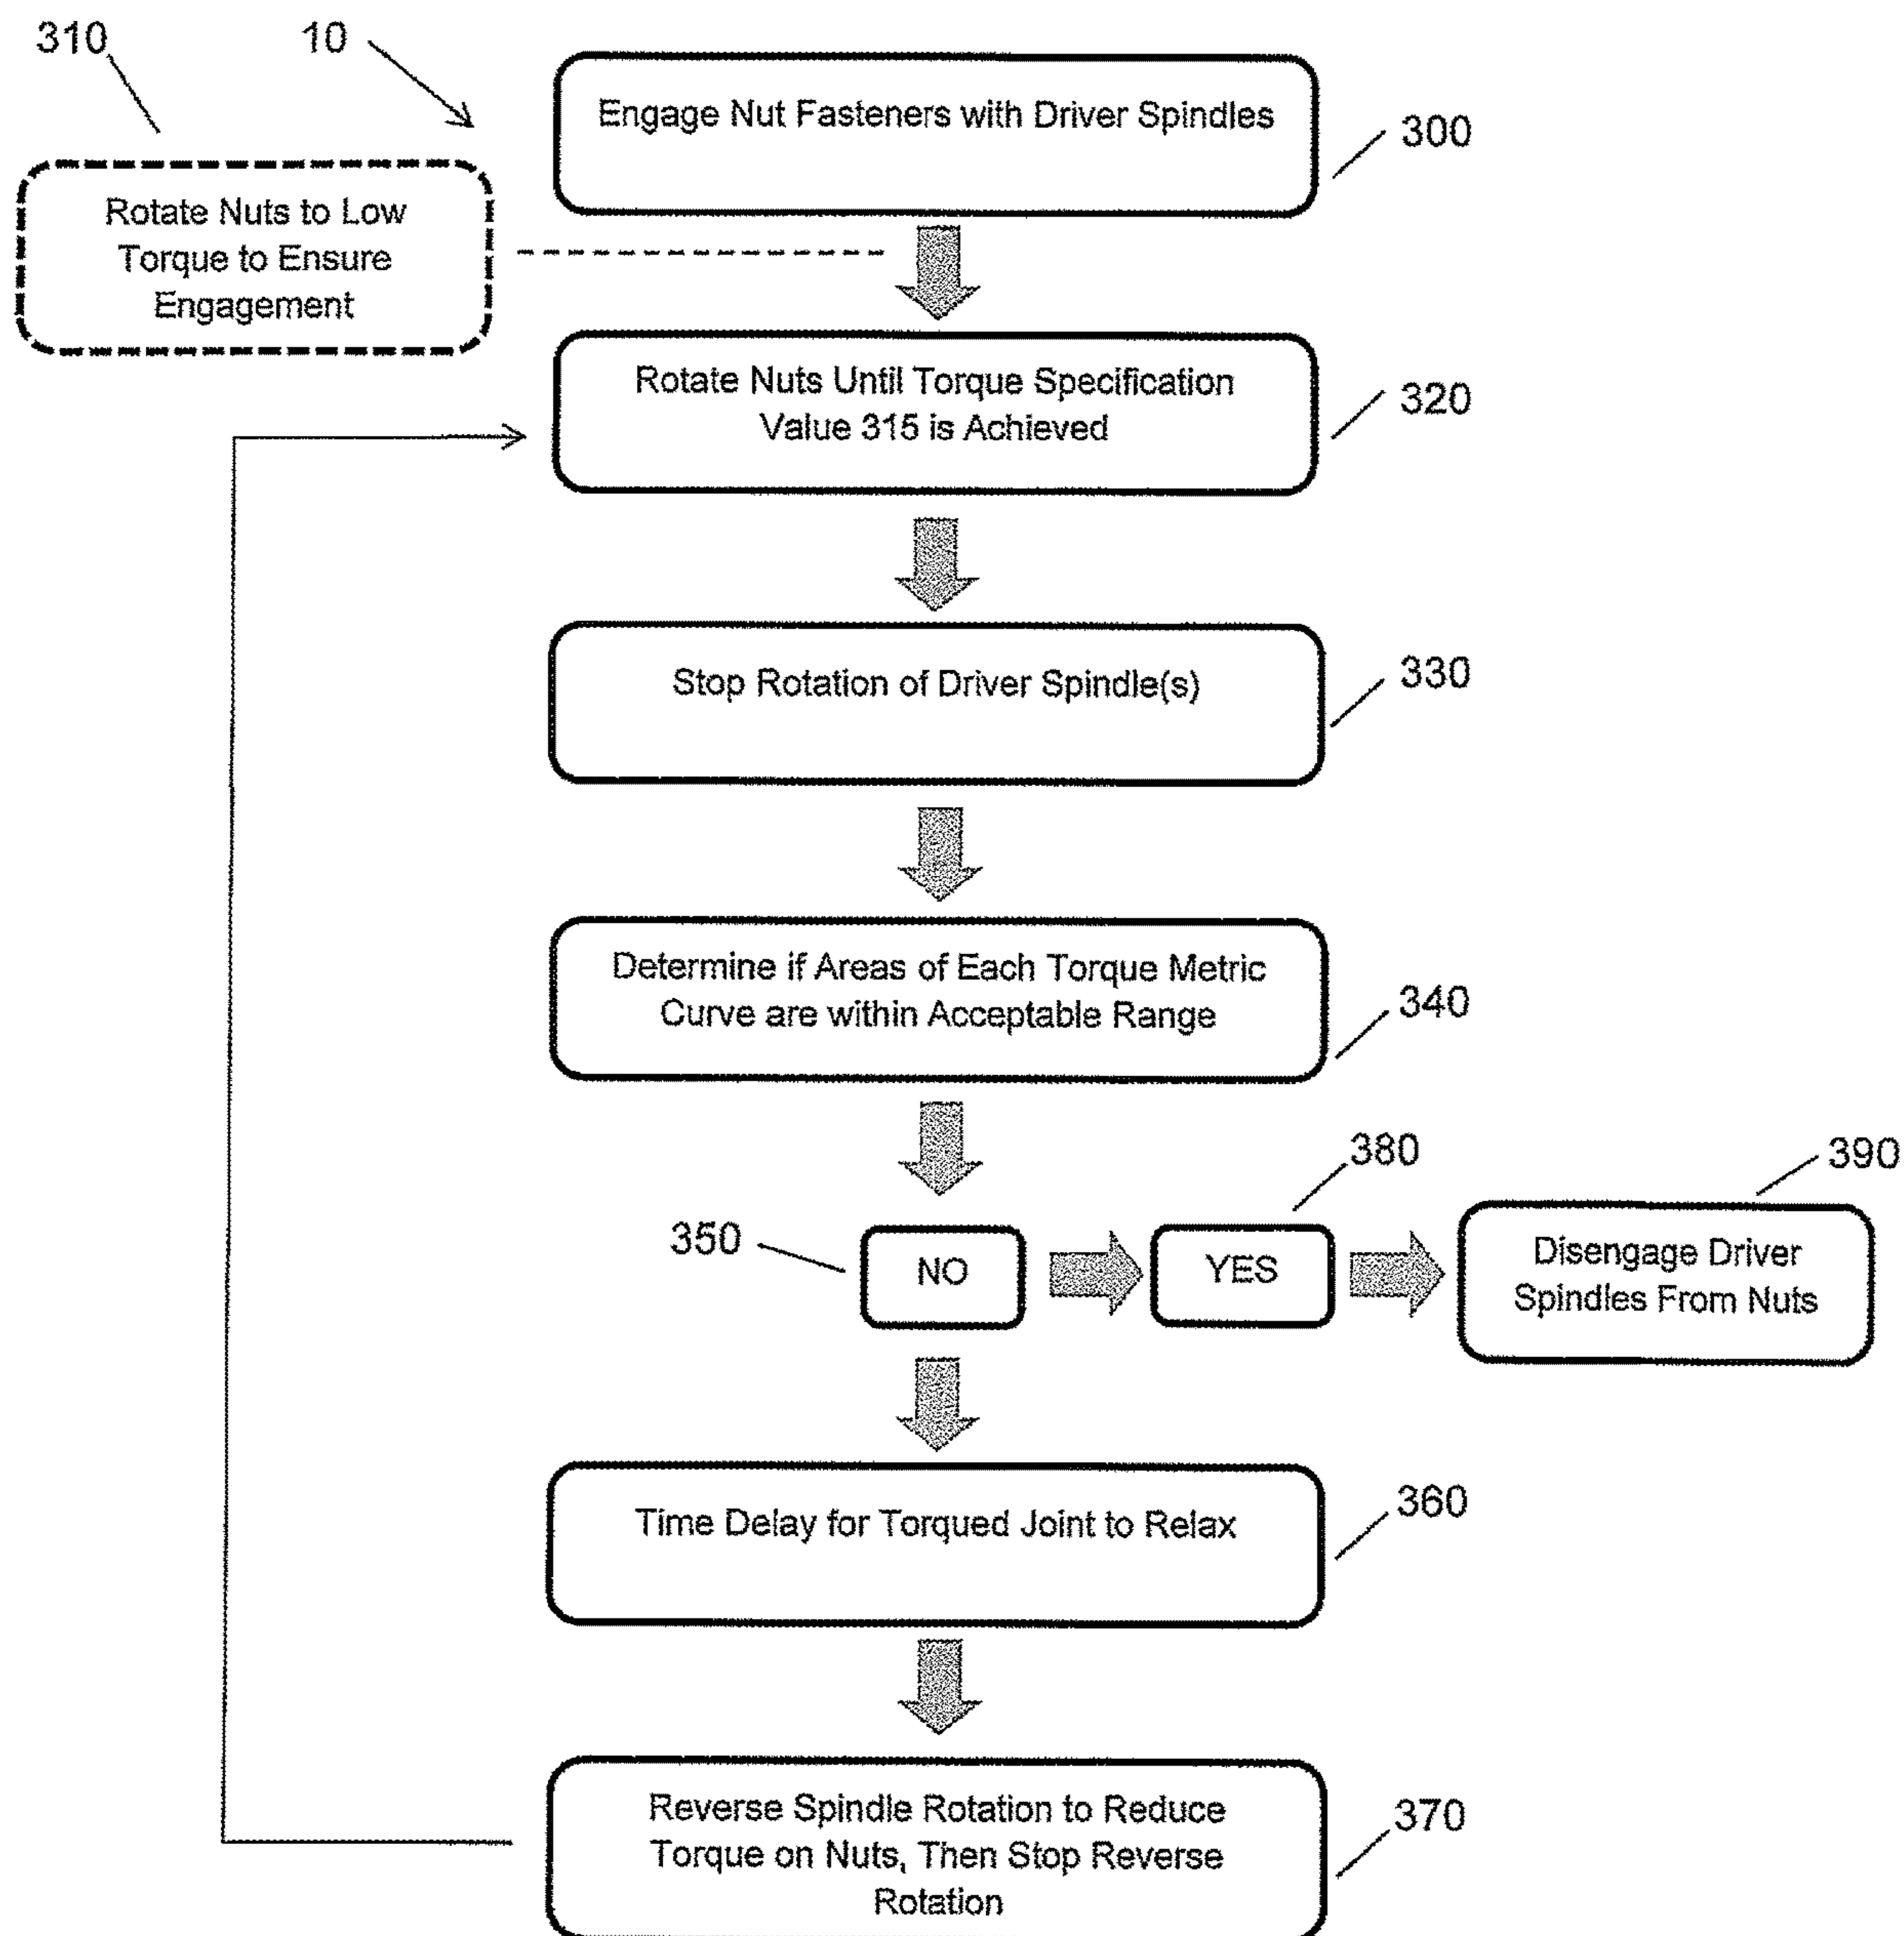 310
10
Engage Nut Fasteners with Driver Spindles
300
Rotate Nuts to Low
Torque to Ensure
Engagement
Rotate Nuts Until Torque Specification
Value 315 is Achieved
320
Stop Rotation of Driver Spindle(s)
330
Determine if Areas of Each Torque Metric
Curve are within Acceptable Range
340
350
NO
380
YES
390
Disengage Driver
Spindles From Nuts
Time Delay for Torqued Joint to Relax
360
Reverse Spindle Rotation to Reduce
Torque on Nuts, Then Stop Reverse
Rotation
370